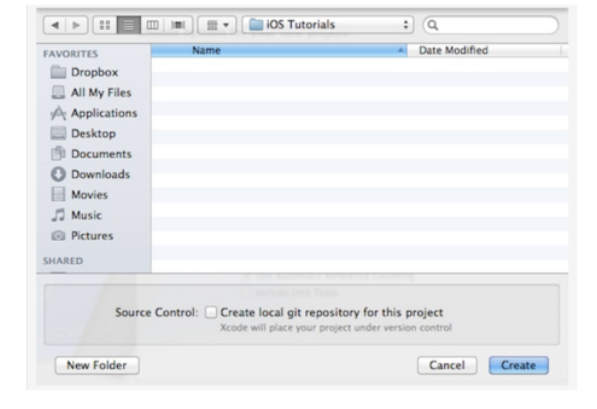 iOS Tutorials
Name Date Modified
FAVORITES
Dropbox
All My Files
Applications
Desktop
Documents
Downloads
Movies
Music
Pictures
SHARED
Source Control: Create local git repository for this project
Xcode will place your project under version control
New Folder Cancel Create